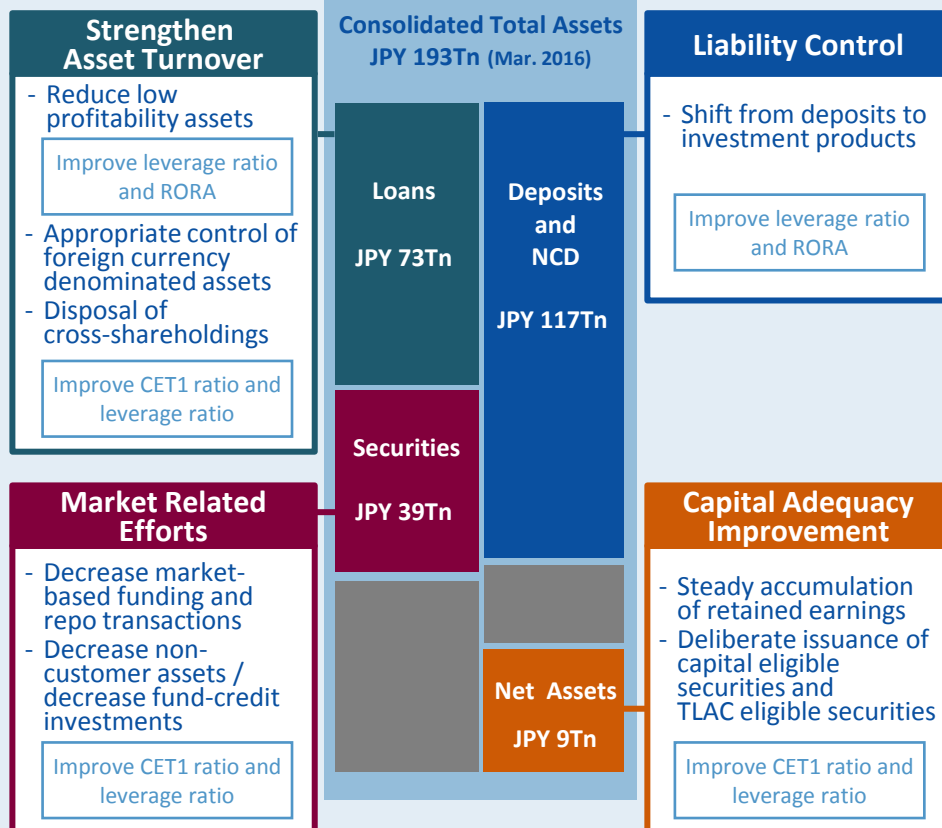 Strengthen
Asset Turnover
- Reduce low
profitability assets
Improve leverage ratio
and RORA
- Appropriate control of
foreign currency
denominated assets
- Disposal of
cross-shareholdings
Improve CET1 ratio and
leverage ratio
Market Related
Efforts
- Decrease market-
based funding and
repo transactions
- Decrease non-
customer assets /
decrease fund-credit
investments
Improve CET1 ratio and
leverage ratio
Consolidated Total Assets
JPY 193Tn (Mar. 2016)
Loans
JPY 73Tn
Securities
JPY 39Tn
Deposits
and
NCD
JPY 117Tn
Net Assets
JPY 9Tn
Liability Control
- Shift from deposits to
investment products
Improve leverage ratio
and RORA
Capital Adequacy
Improvement
- Steady accumulation
of retained earnings
- Deliberate issuance of
capital eligible
securities and
TLAC eligible securities
Improve CET1 ratio and
leverage ratio